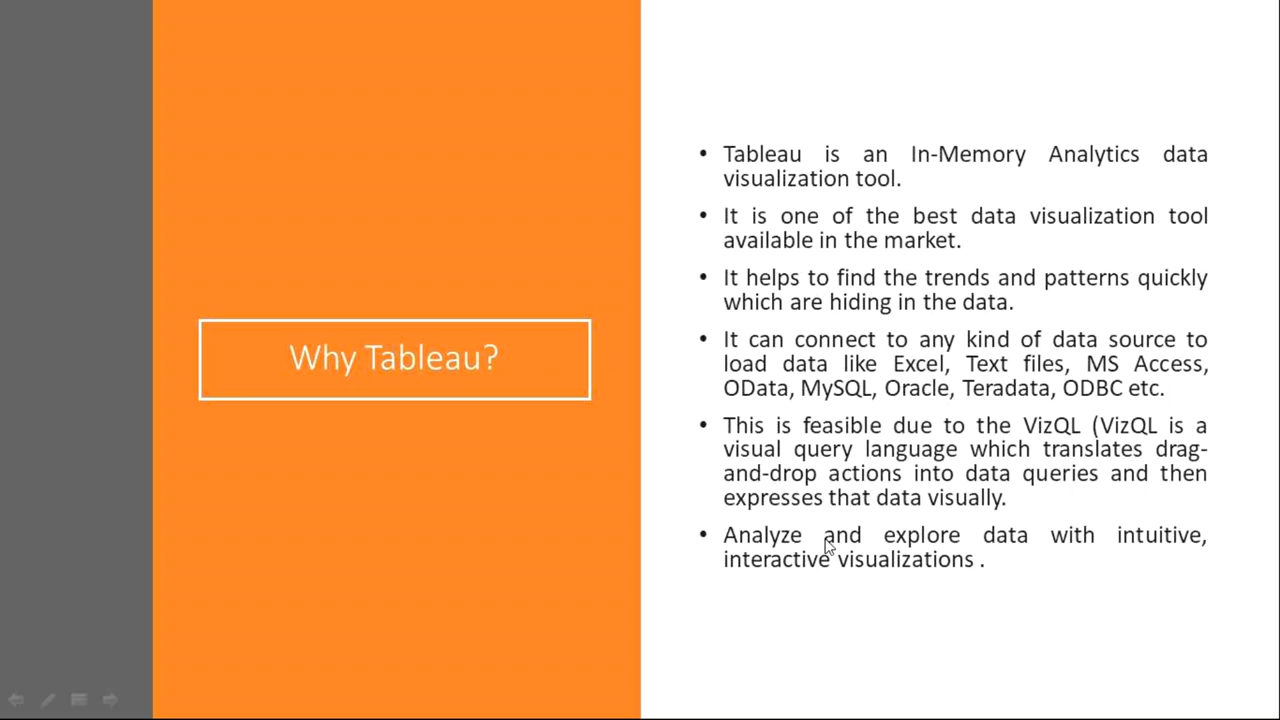 Why Tableau?
• Tableau is an In-Memory Analytics data
visualization tool.
• It is one of the best data visualization tool
available in the market.
• It helps to find the trends and patterns quickly
which are hiding in the data.
• It can connect to any kind of data source to
load data like Excel, Text files, MS Access,
OData, MySQL, Oracle, Teradata, ODBC etc.
• This is feasible due to the VizQL (VizQL is a
visual query language which translates drag-
and-drop actions into data queries and then
expresses that data visually.
• Analyze and explore data with intuitive,
interactive visualizations .